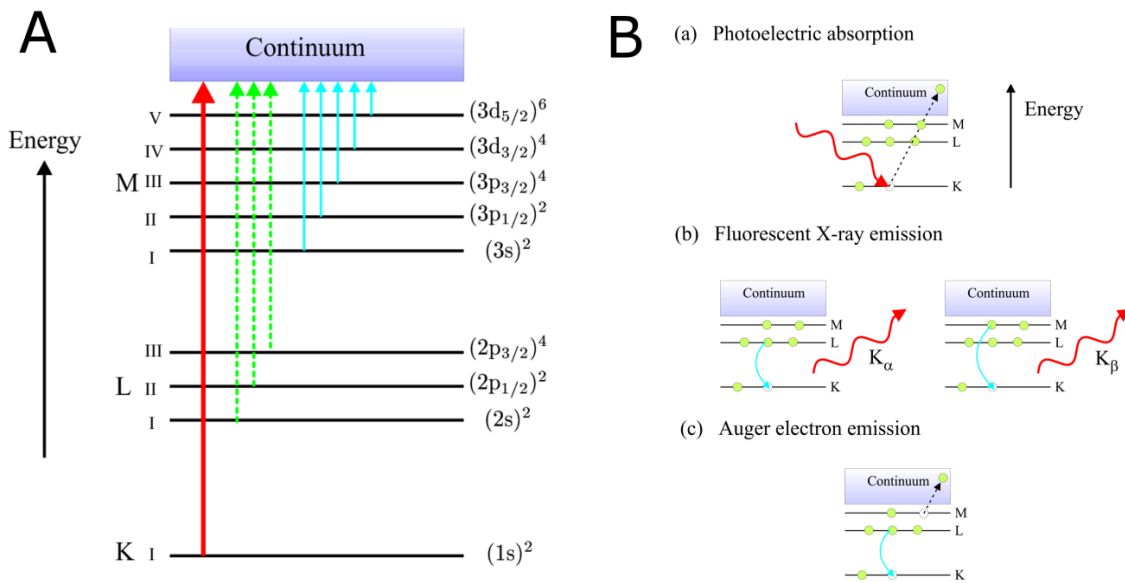 A
Continuum
Energy
V (3d₅/₂)⁶
IV (3d₃/₂)⁴
M III (3p₃/₂)⁴
II (3p₁/₂)²
I (3s)²
III (2p₃/₂)⁴
L II (2p₁/₂)²
I (2s)²
K I (1s)²
B
(a) Photoelectric absorption
Continuum
M
L
K
Energy
(b) Fluorescent X-ray emission
Continuum
M
L
K
Kα
Continuum
M
L
K
Kβ
(c) Auger electron emission
Continuum
M
L
K